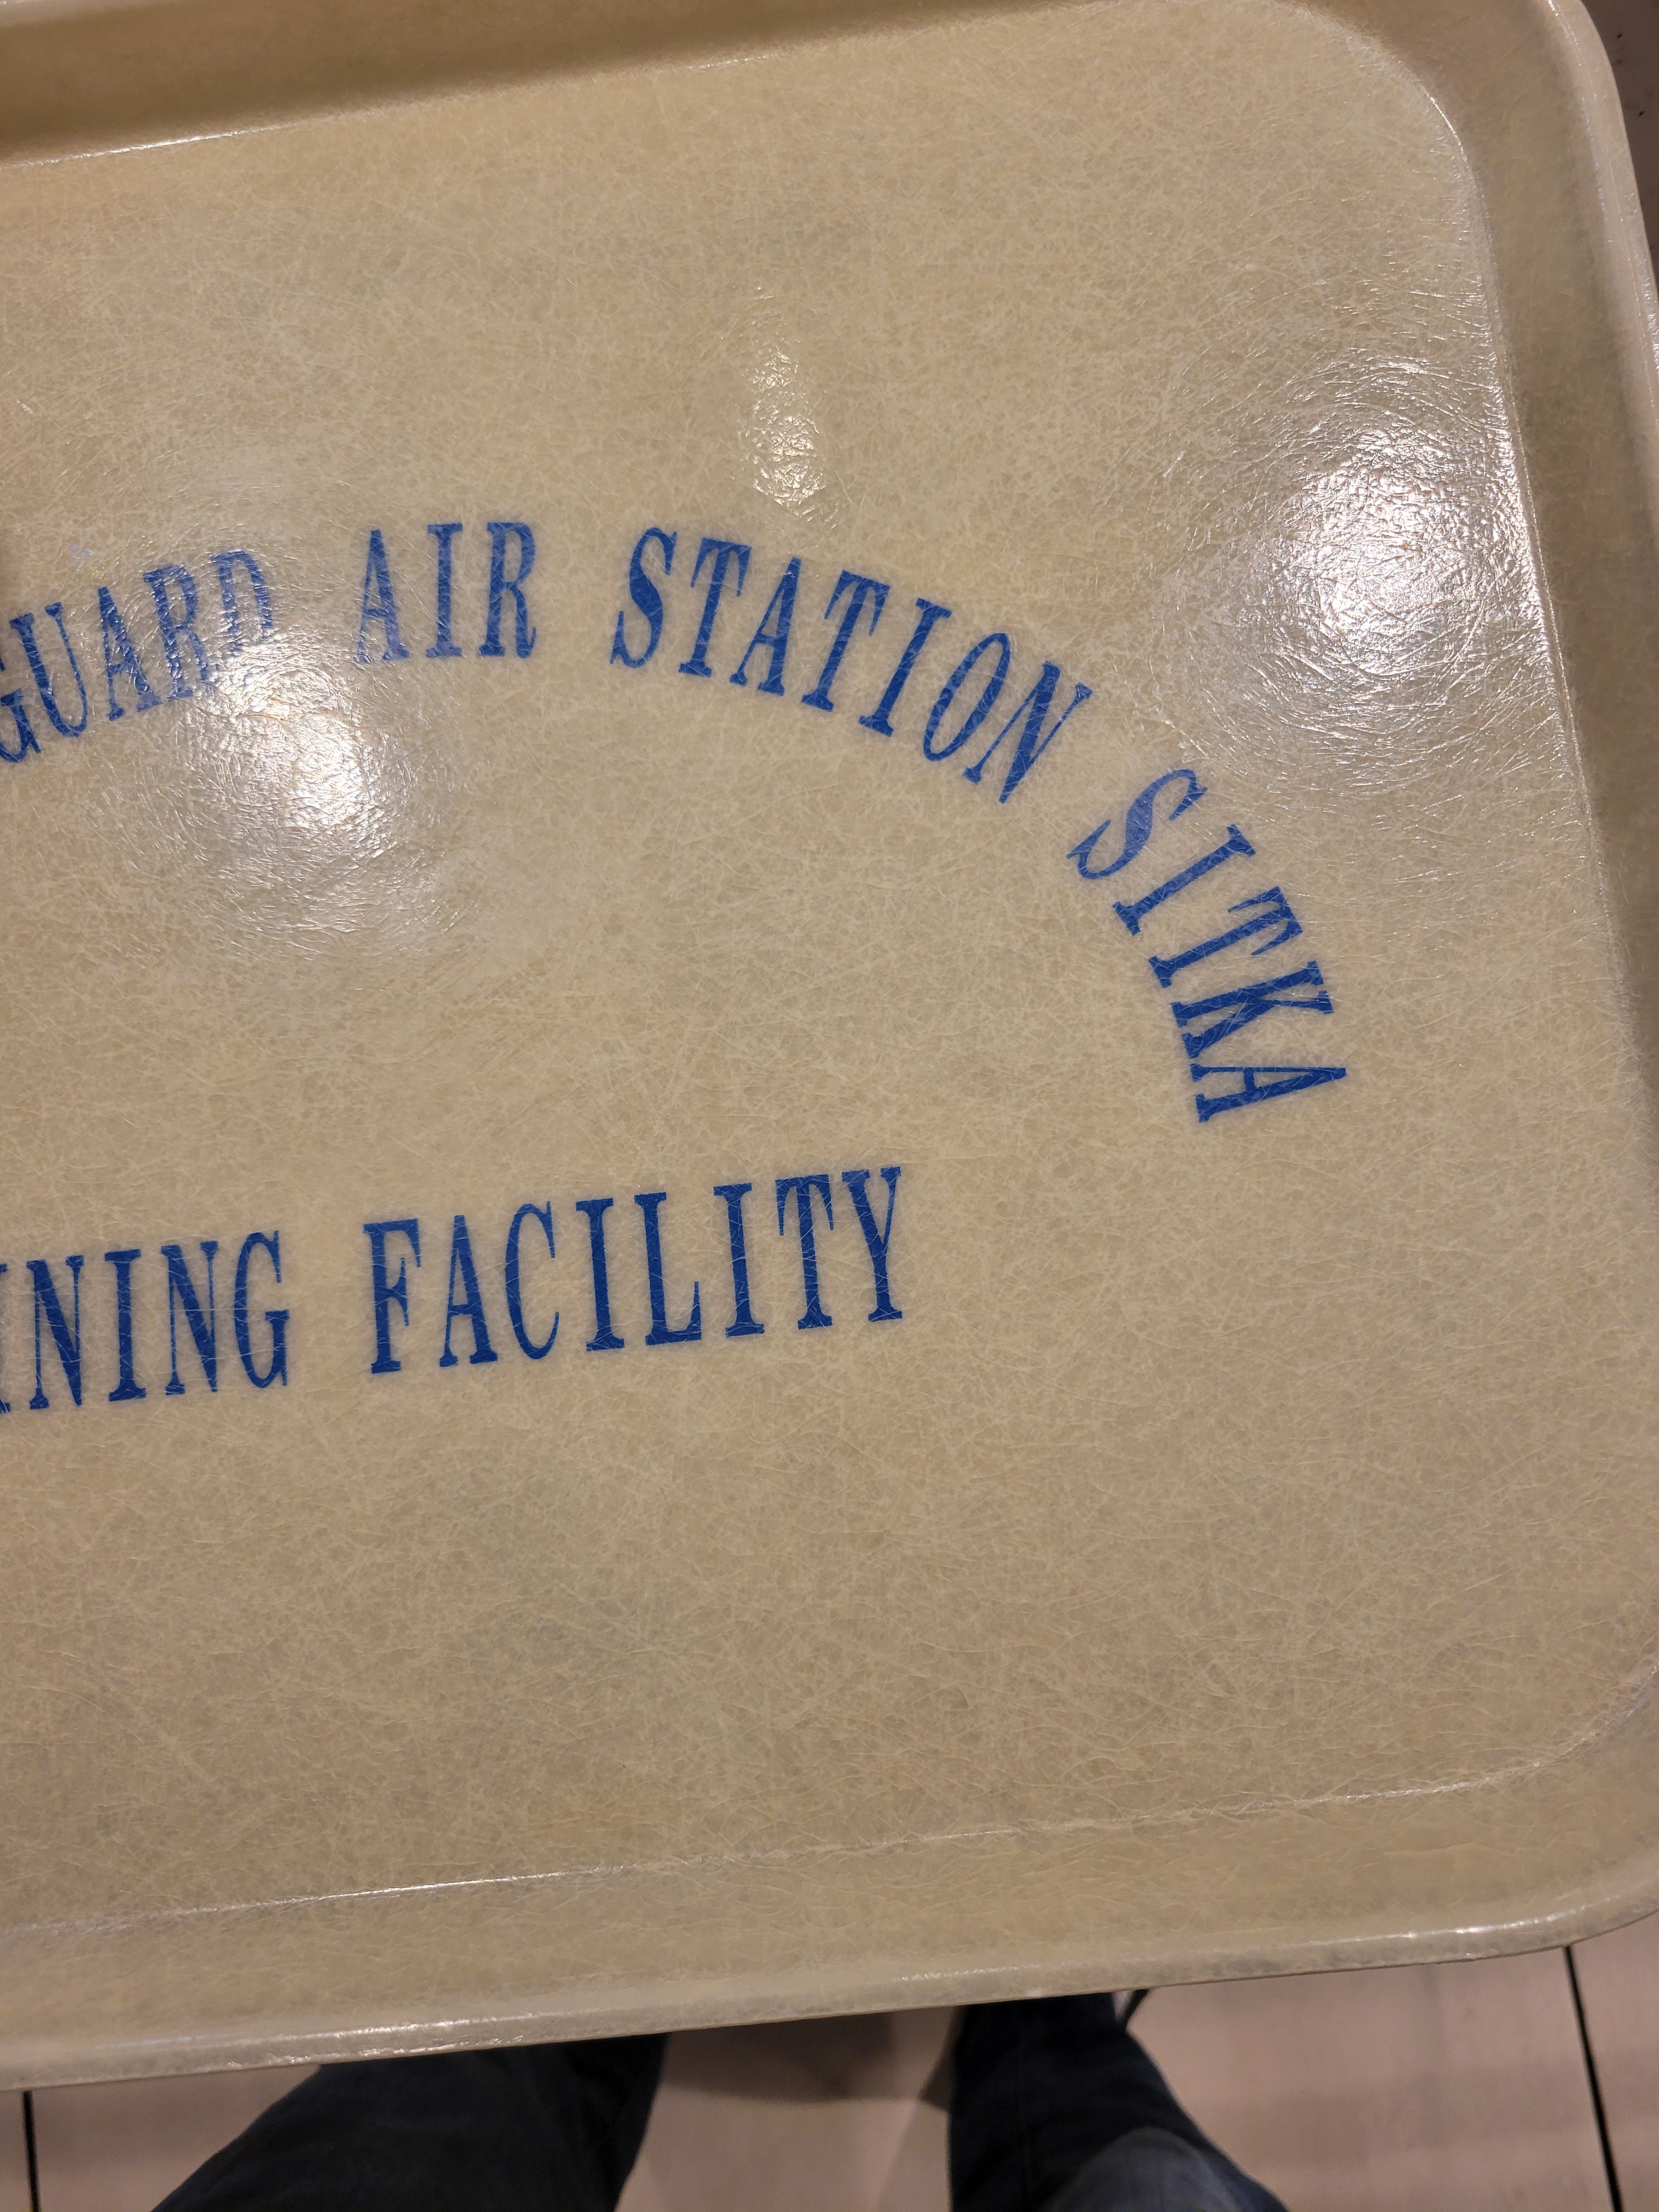 GUARD AIR STATION SITKA
INING FACILITY